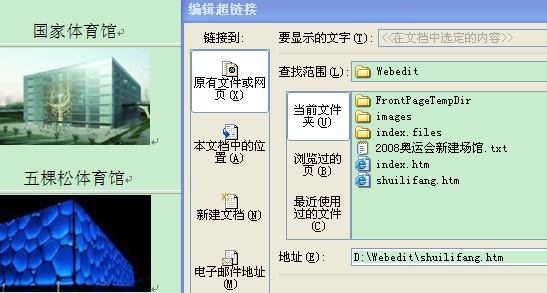 国家体育馆
五棵松体育馆
编辑超链接
链接到:
要显示的文字(T): <<在文档中选定的内容>>
原有文件或网
页(X)
本文档中的位
置(A)
新建文档(N)
电子邮件地址
(M)
查找范围(L): Webedit
当前文件
夹(U)
浏览过的
页(B)
最近使用
过的文件
(C)
FrontPageTempDir
images
index.files
2008奥运会新建场馆.txt
index.htm
shuilifang.htm
地址(E): D:\Webedit\shuilifang.htm